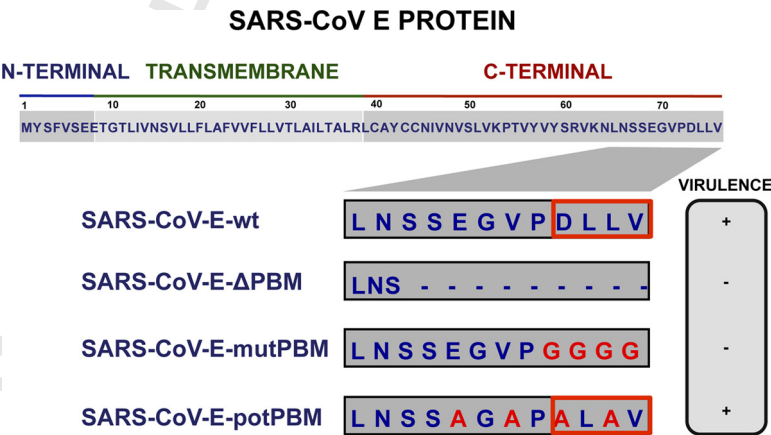 SARS-CoV E PROTEIN
N-TERMINAL TRANSMEMBRANE C-TERMINAL
1 10 20 30 40 50 60 70
MYSFVSEETGTLIVNSVLLFLAFVVFLLVTLAILTALRLCAYCCNIVNVSLVKPTVYVYSRVKNLNSSEGVPDLLV
VIRULENCE
SARS-CoV-E-wt L N S S E G V P D L L V +
SARS-CoV-E-ΔPBM LNS - - - - - - - - - -
SARS-CoV-E-mutPBM L N S S E G V P G G G G -
SARS-CoV-E-potPBM L N S S A G A P A L A V +